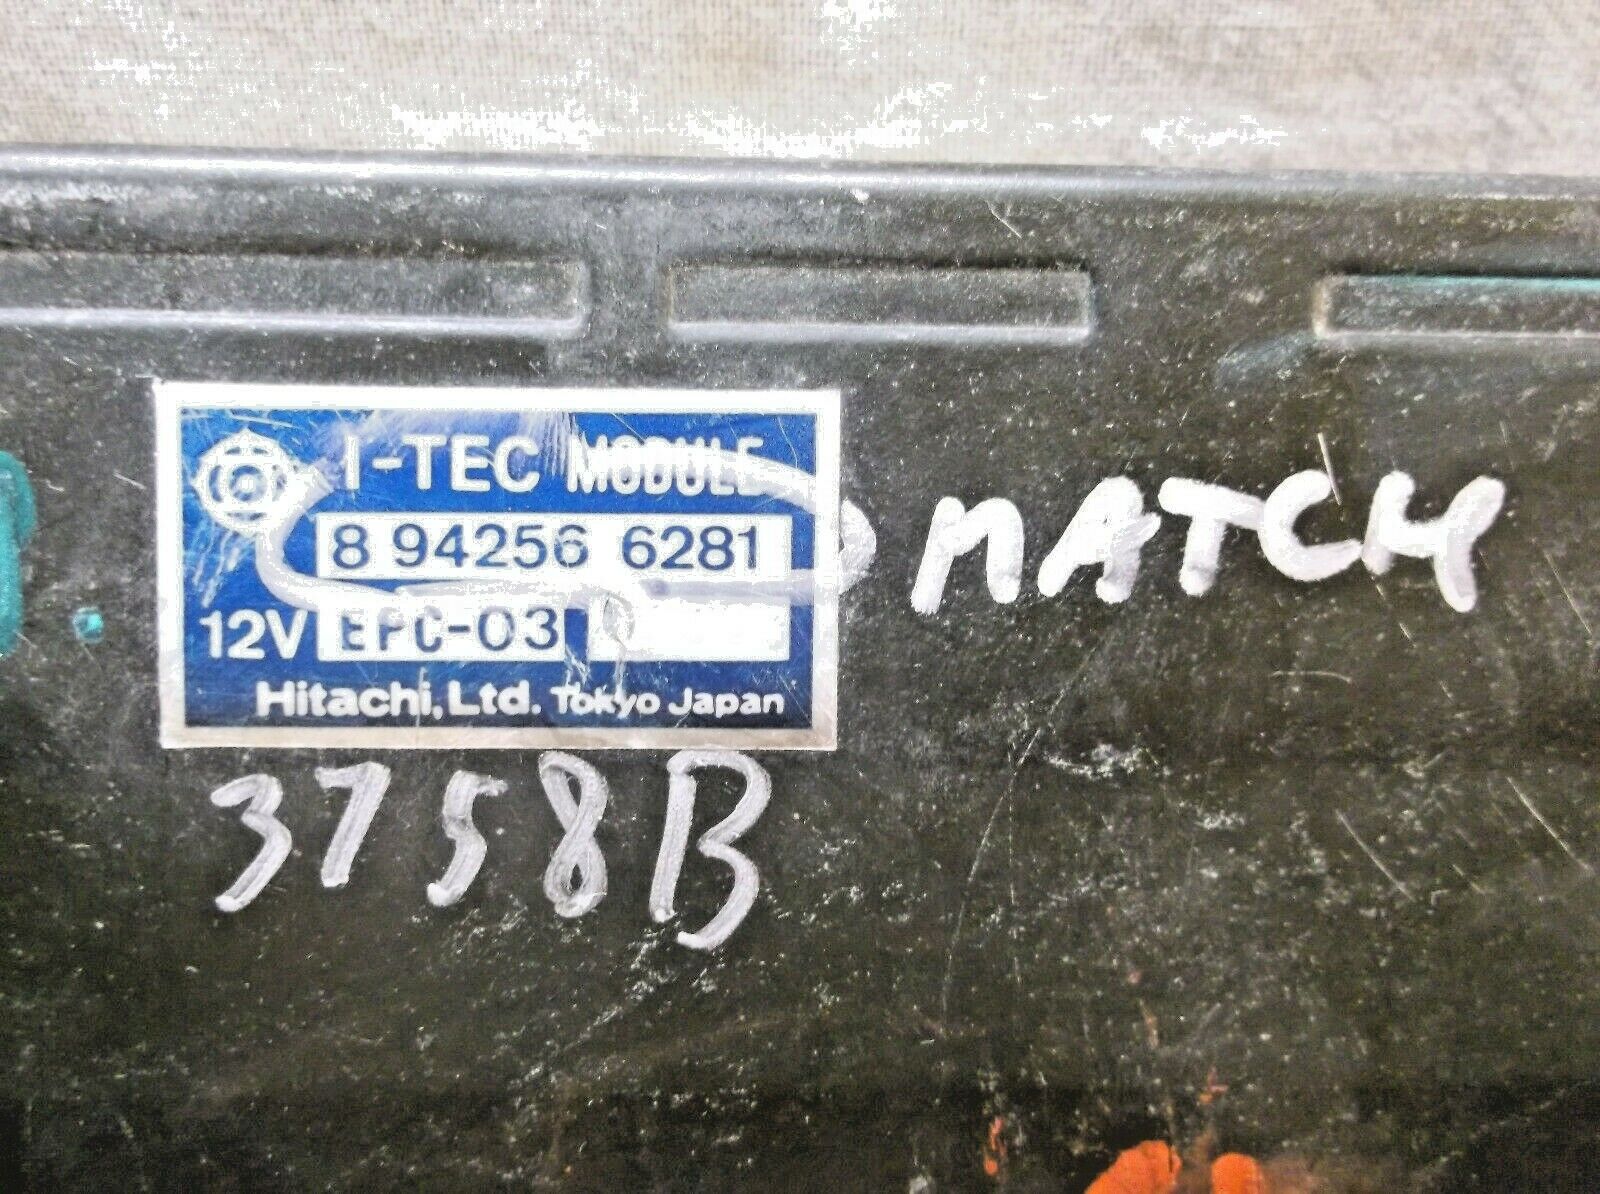 I-TEC MODULE
8 94256 6281
MATCH
12V EPC-03
Hitachi, Ltd. Tokyo Japan
3758B